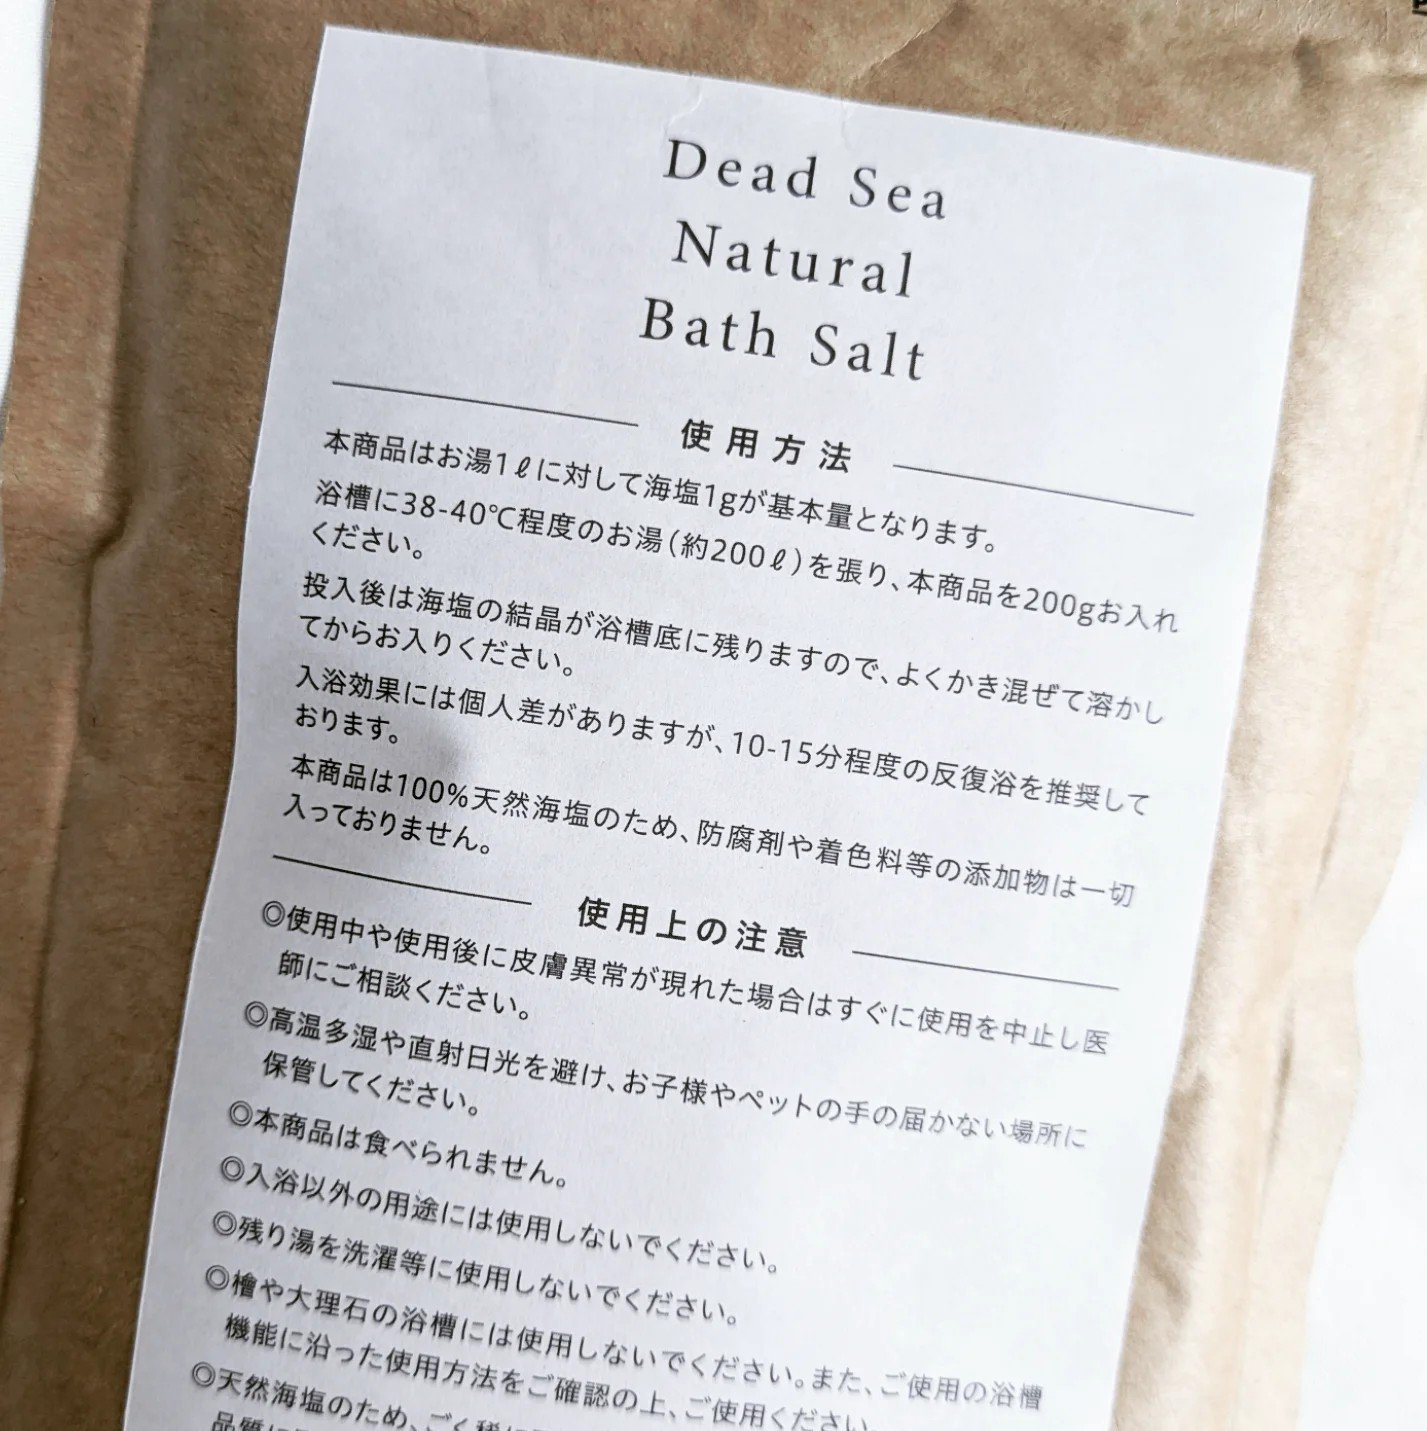 Dead Sea
Natural
Bath Salt
使用方法
本商品はお湯1ℓに対して海塩1gが基本量となります。
浴槽に38-40℃程度のお湯(約200ℓ)を張り、本商品を200gお入れ
ください。
投入後は海塩の結晶が浴槽底に残りますので、よくかき混ぜて溶かし
てからお入りください。
入浴効果には個人差がありますが、10-15分程度の反復浴を推奨して
おります。
本商品は100%天然海塩のため、防腐剤や着色料等の添加物は一切
入っておりません。
使用上の注意
◎使用中や使用後に皮膚異常が現れた場合はすぐに使用を中止し医
師にご相談ください。
◎高温多湿や直射日光を避け、お子様やペットの手の届かない場所に
保管してください。
◎本商品は食べられません。
◎入浴以外の用途には使用しないでください。
◎残り湯を洗濯等に使用しないでください。
◎檜や大理石の浴槽には使用しないでください。また、ご使用の浴槽
機能に沿った使用方法をご確認の上、ご使用ください。
◎天然海塩のため、ごく稀に
品質に